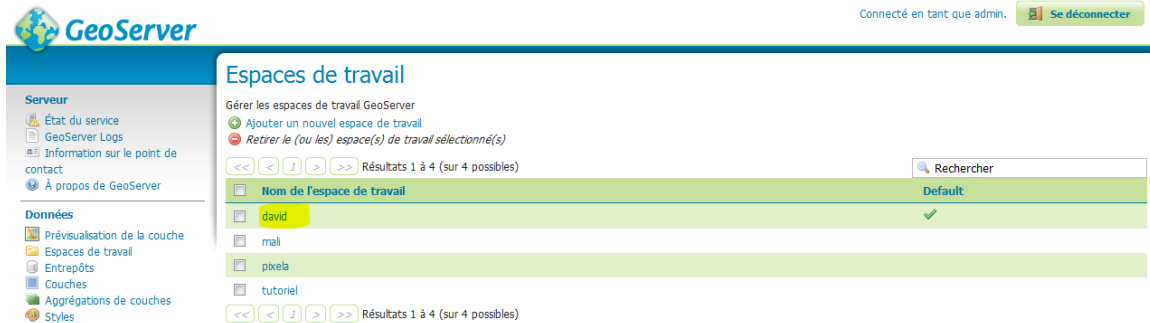 GeoServer
Connecté en tant que admin.
Se déconnecter
Serveur
État du service
GeoServer Logs
Information sur le point de
contact
À propos de GeoServer
Données
Prévisualisation de la couche
Espaces de travail
Entrepôts
Couches
Aggrégations de couches
Styles
Espaces de travail
Gérer les espaces de travail GeoServer
Ajouter un nouvel espace de travail
Retirer le (ou les) espace(s) de travail sélectionné(s)
<< < 1 > >> Résultats 1 à 4 (sur 4 possibles)
Rechercher
Nom de l'espace de travail Default
david
mali
pixela
tutoriel
<< < 1 > >> Résultats 1 à 4 (sur 4 possibles)